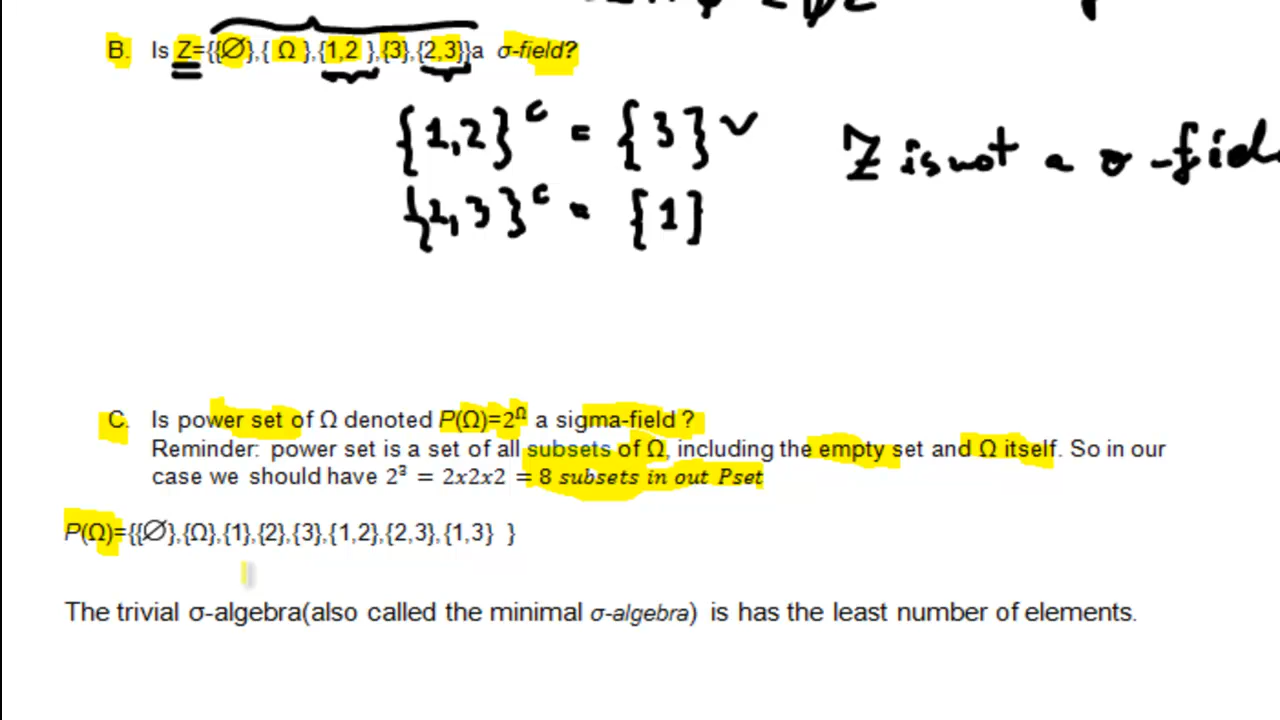 B. Is Z={{∅},{ Ω },{1,2 },{3},{2,3}}a σ-field?
{1,2}ᶜ = {3} ✓
Z is not a σ-field
{2,3}ᶜ = {1}
C. Is power set of Ω denoted P(Ω)=2^Ω a sigma-field ?
Reminder: power set is a set of all subsets of Ω, including the empty set and Ω itself. So in our
case we should have 2³ = 2x2x2 = 8 subsets in out Pset
P(Ω)={{∅},{Ω},{1},{2},{3},{1,2},{2,3},{1,3} }
The trivial σ-algebra(also called the minimal σ-algebra) is has the least number of elements.